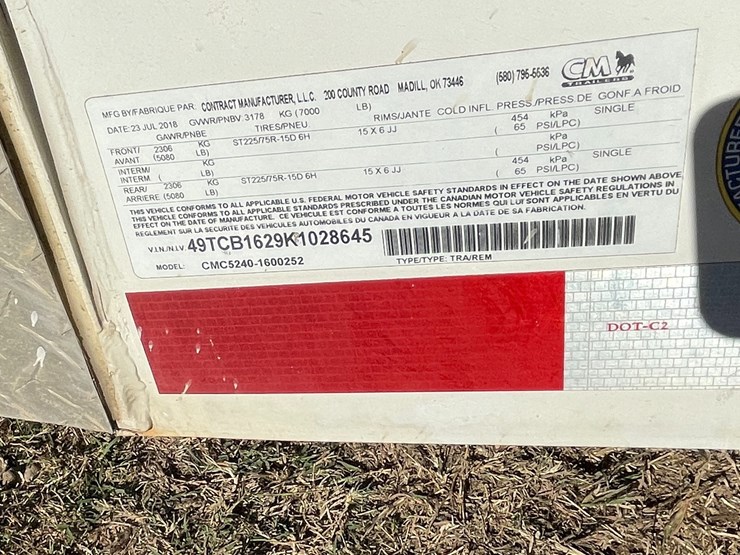 MFG BY/FABRIQUE PAR: CONTRACT MANUFACTURER, L.L.C. 200 COUNTY ROAD MADILL, OK 73446 (580) 795-5536 CM TRAILERS
DATE: 23 JUL 2018 GVWR/PNBV 3178 KG (7000 LB)
GAWR/PNBE TIRES/PNEU RIMS/JANTE COLD INFL. PRESS/PRESS DE GONF.A FROID
FRONT/ 2306 KG ST225/75R-15D 6H 15 X 6 JJ 454 kPa SINGLE
AVANT (5080 LB) ( 65 PSI/LPC)
INTERM/ KG kPa
INTERM ( LB) ( PSI/LPC)
REAR/ 2306 KG ST225/75R-15D 6H 15 X 6 JJ 454 kPa SINGLE
ARRIERE (5080 LB) ( 65 PSI/LPC)
THIS VEHICLE CONFORMS TO ALL APPLICABLE U.S. FEDERAL MOTOR VEHICLE SAFETY STANDARDS IN EFFECT ON THE DATE SHOWN ABOVE.
THIS VEHICLE CONFORMS TO ALL APPLICABLE STANDARDS PRESCRIBED UNDER THE CANADIAN MOTOR VEHICLE SAFETY REGULATIONS IN
EFFECT ON THE DATE OF MANUFACTURE. CE VEHICULE EST CONFORME A TOUTES LES NORMES QUI LUI SONT APPLICABLES EN VERTU DU
REGLEMENT SUR LA SECURITE DES VEHICULES AUTOMOBILES DU CANADA EN VIGUEUR A LA DATE DE SA FABRICATION.
V.I.N./N.I.V. 49TCB1629K1028645
MODEL: CMC5240-1600252 TYPE/TYPE: TRA/REM
DOT-C2